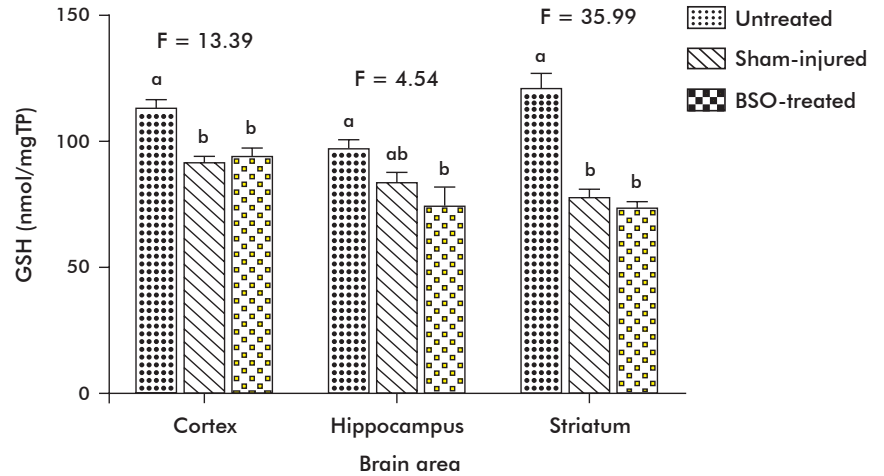 150
100
50
0
GSH (nmol/mgTP)
F = 13.39
a
b
b
F = 4.54
a
ab
b
F = 35.99
a
b
b
Untreated
Sham-injured
BSO-treated
Cortex
Hippocampus
Striatum
Brain area